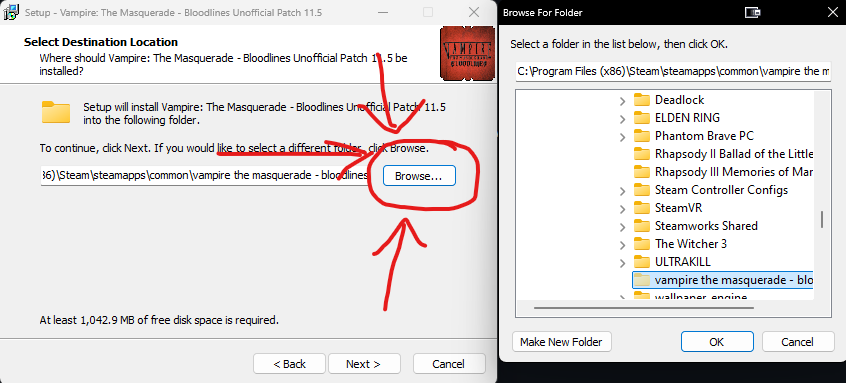 Setup - Vampire: The Masquerade - Bloodlines Unofficial Patch 11.5
Select Destination Location
Where should Vampire: The Masquerade - Bloodlines Unofficial Patch 11.5 be
installed?
VAMPIRE
BLOODLINES
Setup will install Vampire: The Masquerade - Bloodlines Unofficial Patch 11.5
into the following folder.
To continue, click Next. If you would like to select a different folder, click Browse.
86)\Steam\steamapps\common\vampire the masquerade - bloodlines
Browse...
At least 1,042.9 MB of free disk space is required.
< Back
Next >
Cancel
Browse For Folder
Select a folder in the list below, then click OK.
C:\Program Files (x86)\Steam\steamapps\common\vampire the m
Deadlock
ELDEN RING
Phantom Brave PC
Rhapsody II Ballad of the Little
Rhapsody III Memories of Mar
Steam Controller Configs
SteamVR
Steamworks Shared
The Witcher 3
ULTRAKILL
vampire the masquerade - blo
wallpaper_engine
Make New Folder
OK
Cancel